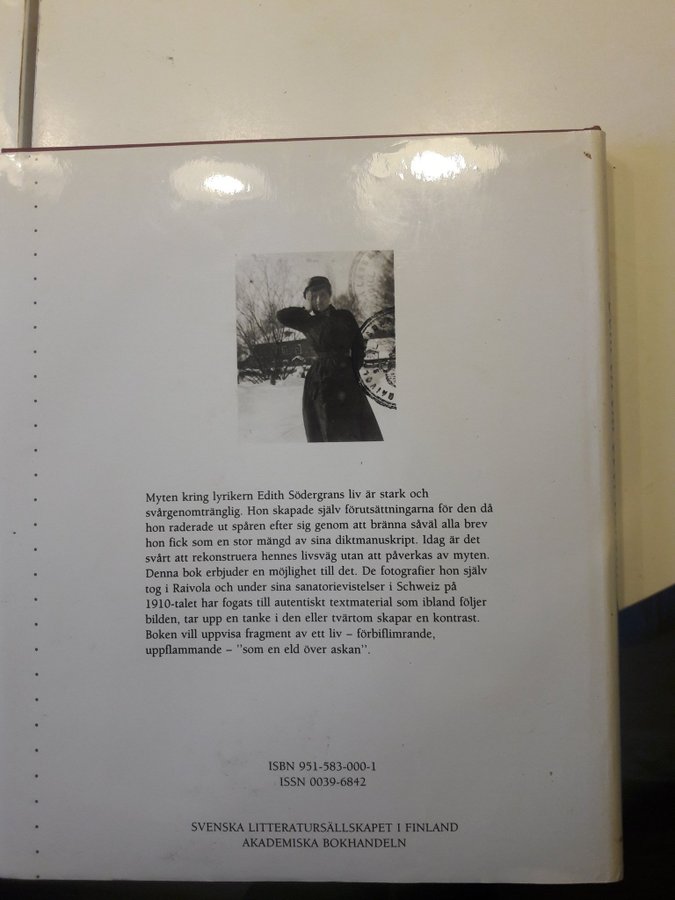 Myten kring lyrikern Edith Södergrans liv är stark och
svårgenomtränglig. Hon skapade själv förutsättningarna för den då
hon raderade ut spåren efter sig genom att bränna såväl alla brev
hon fick som en stor mängd av sina diktmanuskript. Idag är det
svårt att rekonstruera hennes livsväg utan att påverkas av myten.
Denna bok erbjuder en möjlighet till det. De fotografier hon själv
tog i Raivola och under sina sanatorievistelser i Schweiz på
1910-talet har fogats till autentiskt textmaterial som ibland följer
bilden, tar upp en tanke i den eller tvärtom skapar en kontrast.
Boken vill uppvisa fragment av ett liv – förbiflimrande,
uppflammande – "som en eld över askan".
ISBN 951-583-000-1
ISSN 0039-6842
SVENSKA LITTERATURSÄLLSKAPET I FINLAND
AKADEMISKA BOKHANDELN